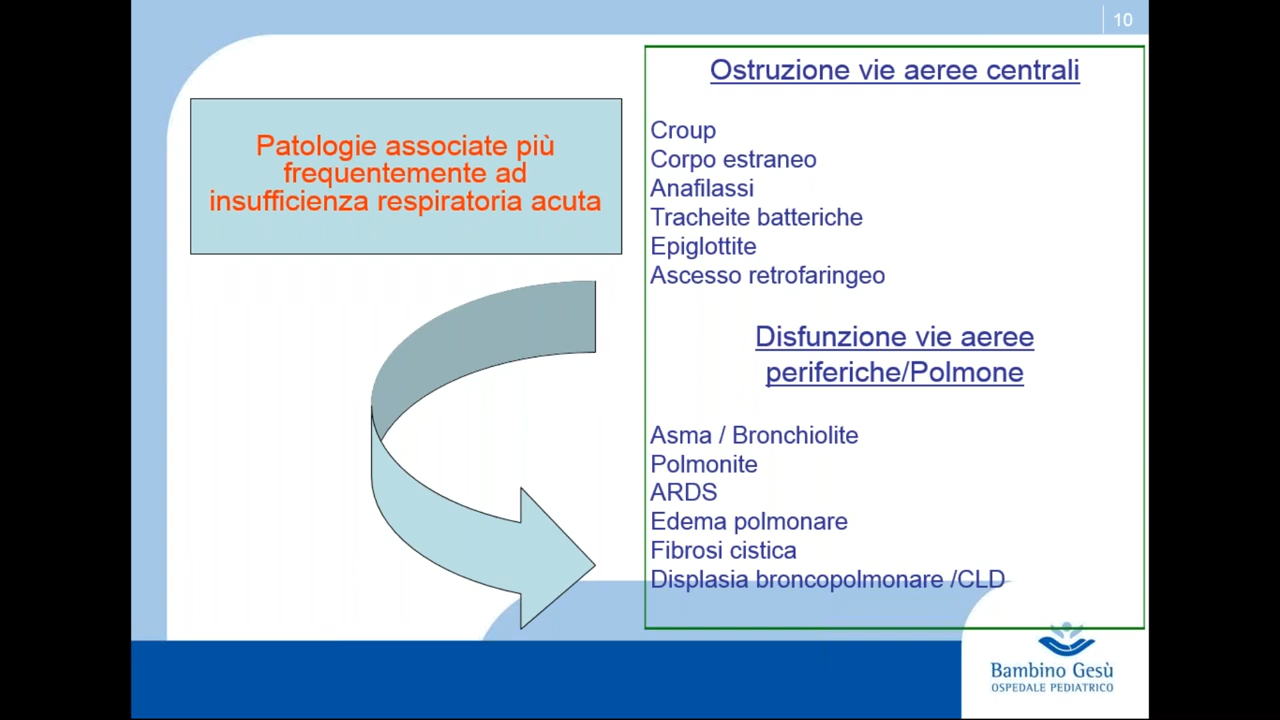 10
Patologie associate più
frequentemente ad
insufficienza respiratoria acuta
Ostruzione vie aeree centrali
Croup
Corpo estraneo
Anafilassi
Tracheite batteriche
Epiglottite
Ascesso retrofaringeo
Disfunzione vie aeree
periferiche/Polmone
Asma / Bronchiolite
Polmonite
ARDS
Edema polmonare
Fibrosi cistica
Displasia broncopolmonare /CLD
Bambino Gesù
OSPEDALE PEDIATRICO